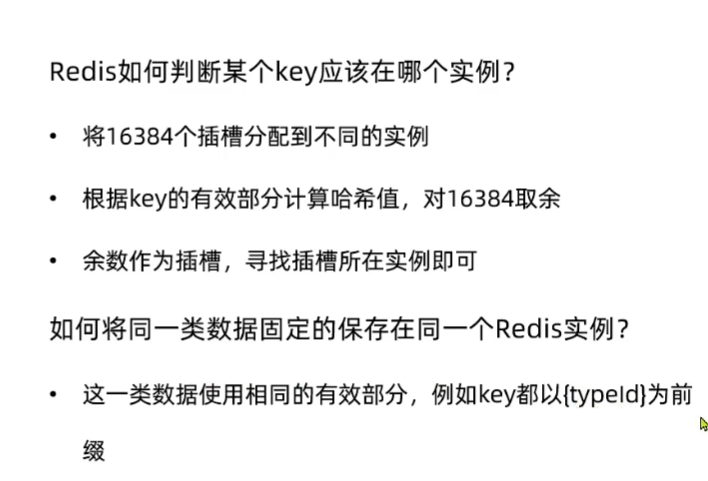 Redis如何判断某个key应该在哪个实例？
• 将16384个插槽分配到不同的实例
• 根据key的有效部分计算哈希值，对16384取余
• 余数作为插槽，寻找插槽所在实例即可
如何将同一类数据固定的保存在同一个Redis实例？
• 这一类数据使用相同的有效部分，例如key都以{typeId}为前
缀